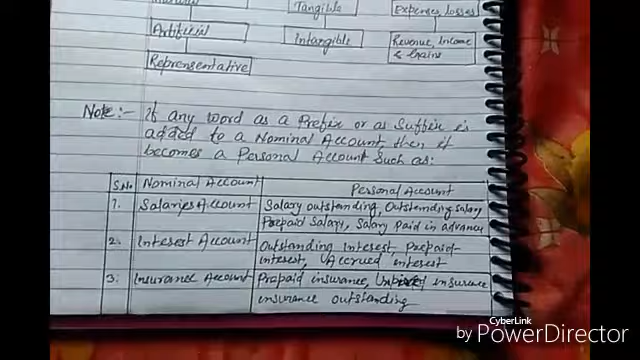 Tangible
Expenses, losses
Artificial
Intangible
Revenue, Income
& Gains
Reprensentative
Note:- If any word as a Prefix or as Suffix is
added to a Nominal Account then it
becomes a Personal Account such as:
S.No Nominal Account Personal Account
1. Salaries Account Salary outstanding, Outstanding Salary
Prepaid Salary, Salary Paid in advance
2. Interest Account Outstanding interest Prepaid
interest, Accrued interest
3. Insurance Account Prepaid insurance, insurance
insurance outstanding
CyberLink
by PowerDirector